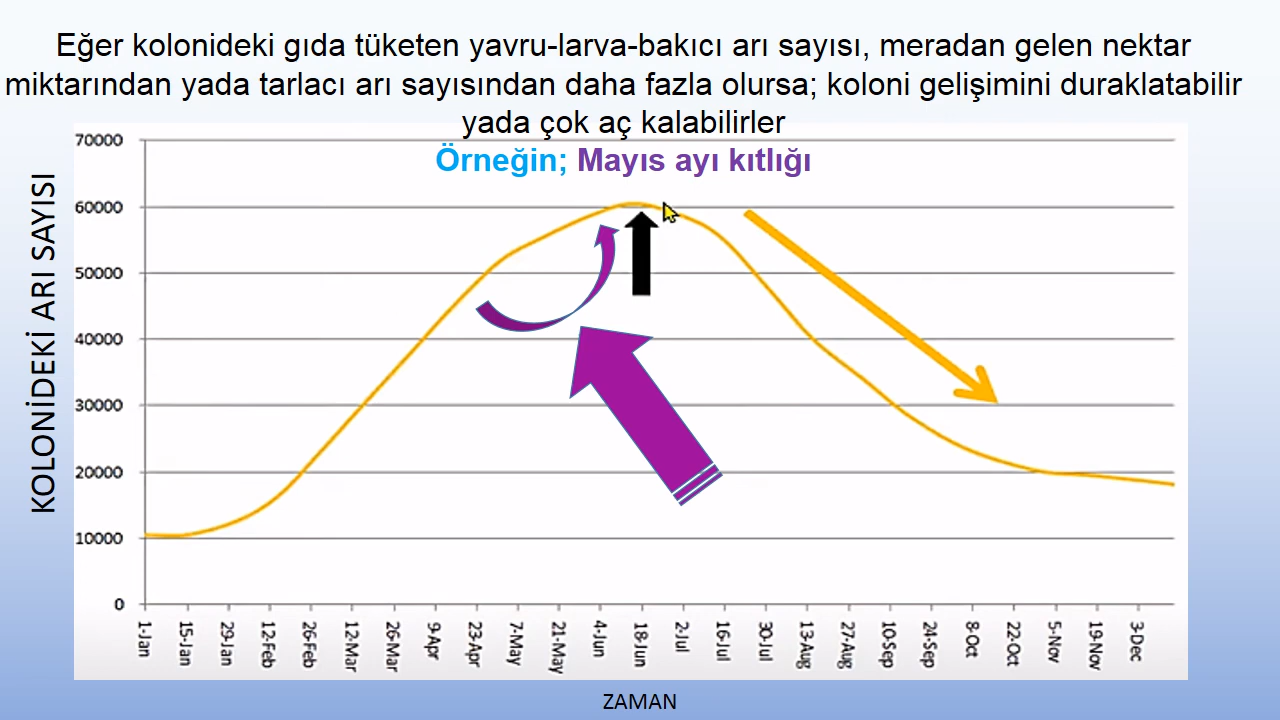 Eğer kolonideki gıda tüketen yavru-larva-bakıcı arı sayısı, meradan gelen nektar
miktarından yada tarlacı arı sayısından daha fazla olursa; koloni gelişimini duraklatabilir
yada çok aç kalabilirler
Örneğin; Mayıs ayı kıtlığı
KOLONİDEKİ ARI SAYISI
70000
60000
50000
40000
30000
20000
10000
0
1-Jan
15-Jan
29-Jan
12-Feb
26-Feb
12-Mar
26-Mar
9-Apr
23-Apr
7-May
21-May
4-Jun
18-Jun
2-Jul
16-Jul
30-Jul
13-Aug
27-Aug
10-Sep
24-Sep
8-Oct
22-Oct
5-Nov
19-Nov
3-Dec
ZAMAN